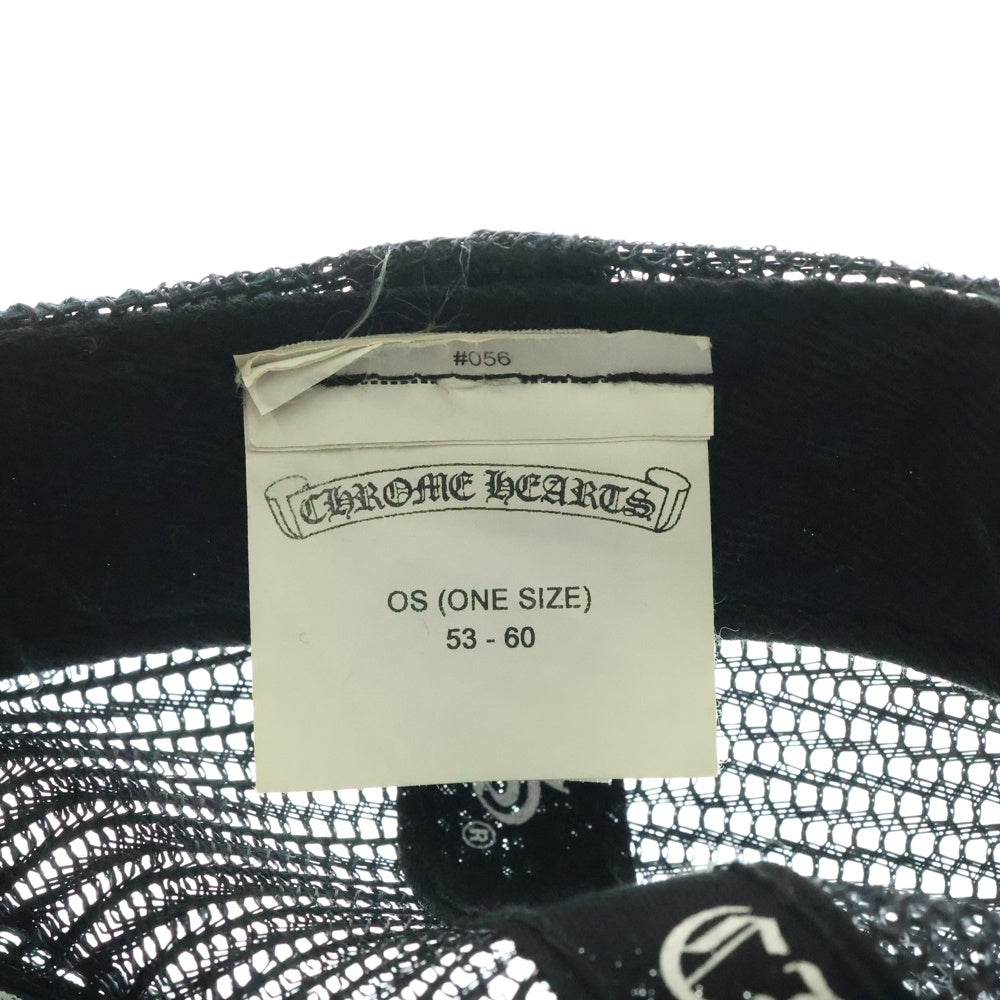 #056
CHROME HEARTS
OS (ONE SIZE)
53 - 60
®
C